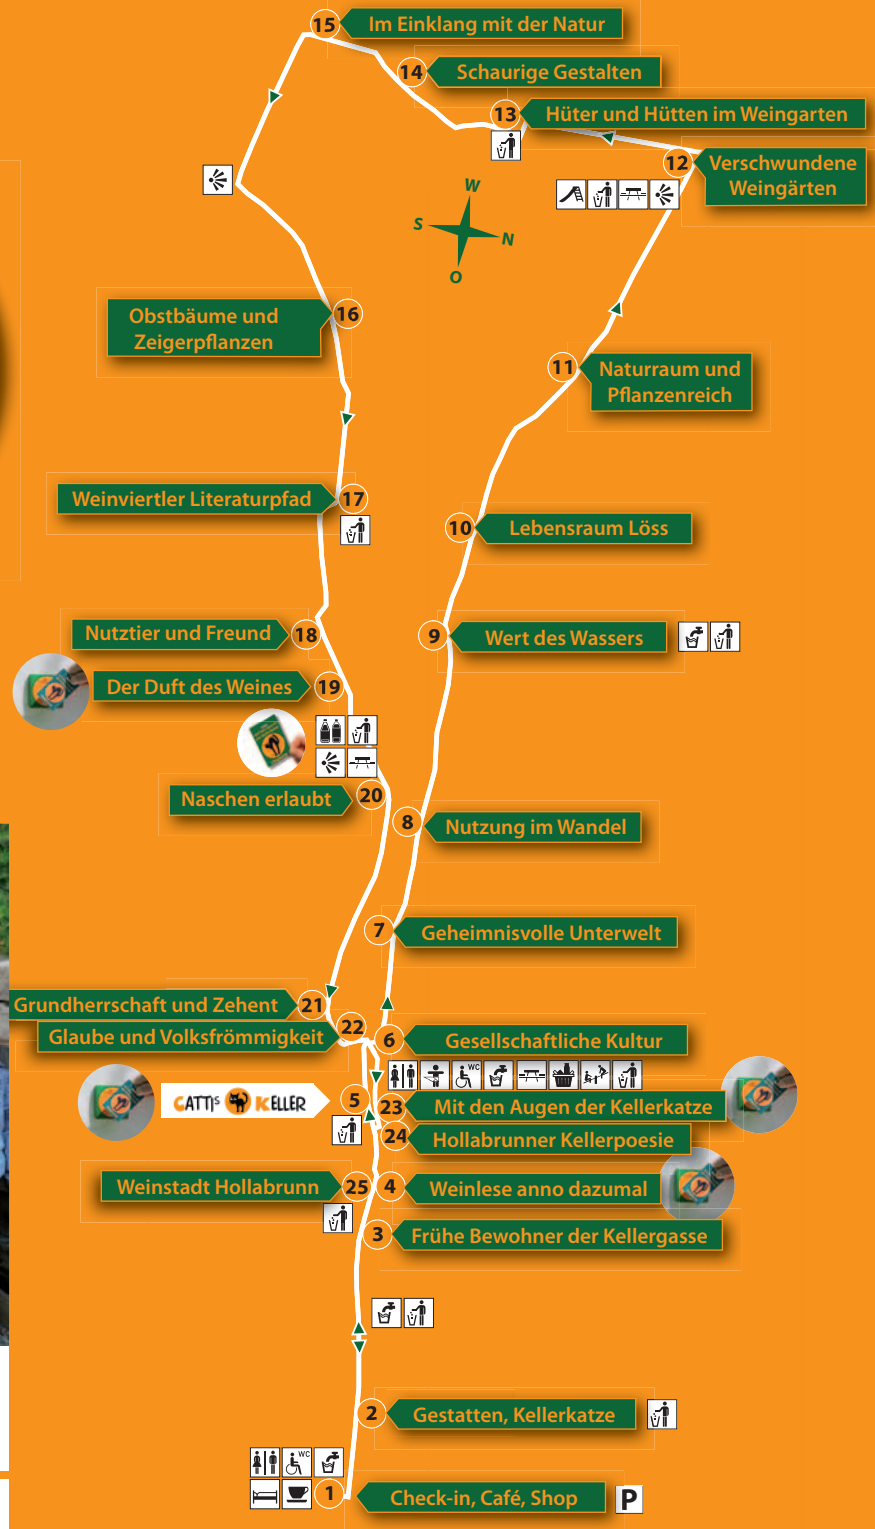 15 Im Einklang mit der Natur
14 Schaurige Gestalten
13 Hüter und Hütten im Weingarten
12 Verschwundene
Weingärten
W
S
N
O
16 Obstbäume und
Zeigerpflanzen
11 Naturraum und
Pflanzenreich
Weinviertler Literaturpfad 17
10 Lebensraum Löss
Nutztier und Freund 18
9 Wert des Wassers
Der Duft des Weines 19
Naschen erlaubt 20
8 Nutzung im Wandel
7 Geheimnisvolle Unterwelt
Grundherrschaft und Zehent 21
Glaube und Volksfrömmigkeit 22
6 Gesellschaftliche Kultur
WC
CATTIS KELLER 5
23 Mit den Augen der Kellerkatze
24 Hollabrunner Kellerpoesie
Weinstadt Hollabrunn 25
4 Weinlese anno dazumal
3 Frühe Bewohner der Kellergasse
2 Gestatten, Kellerkatze
WC
1 Check-in, Café, Shop P